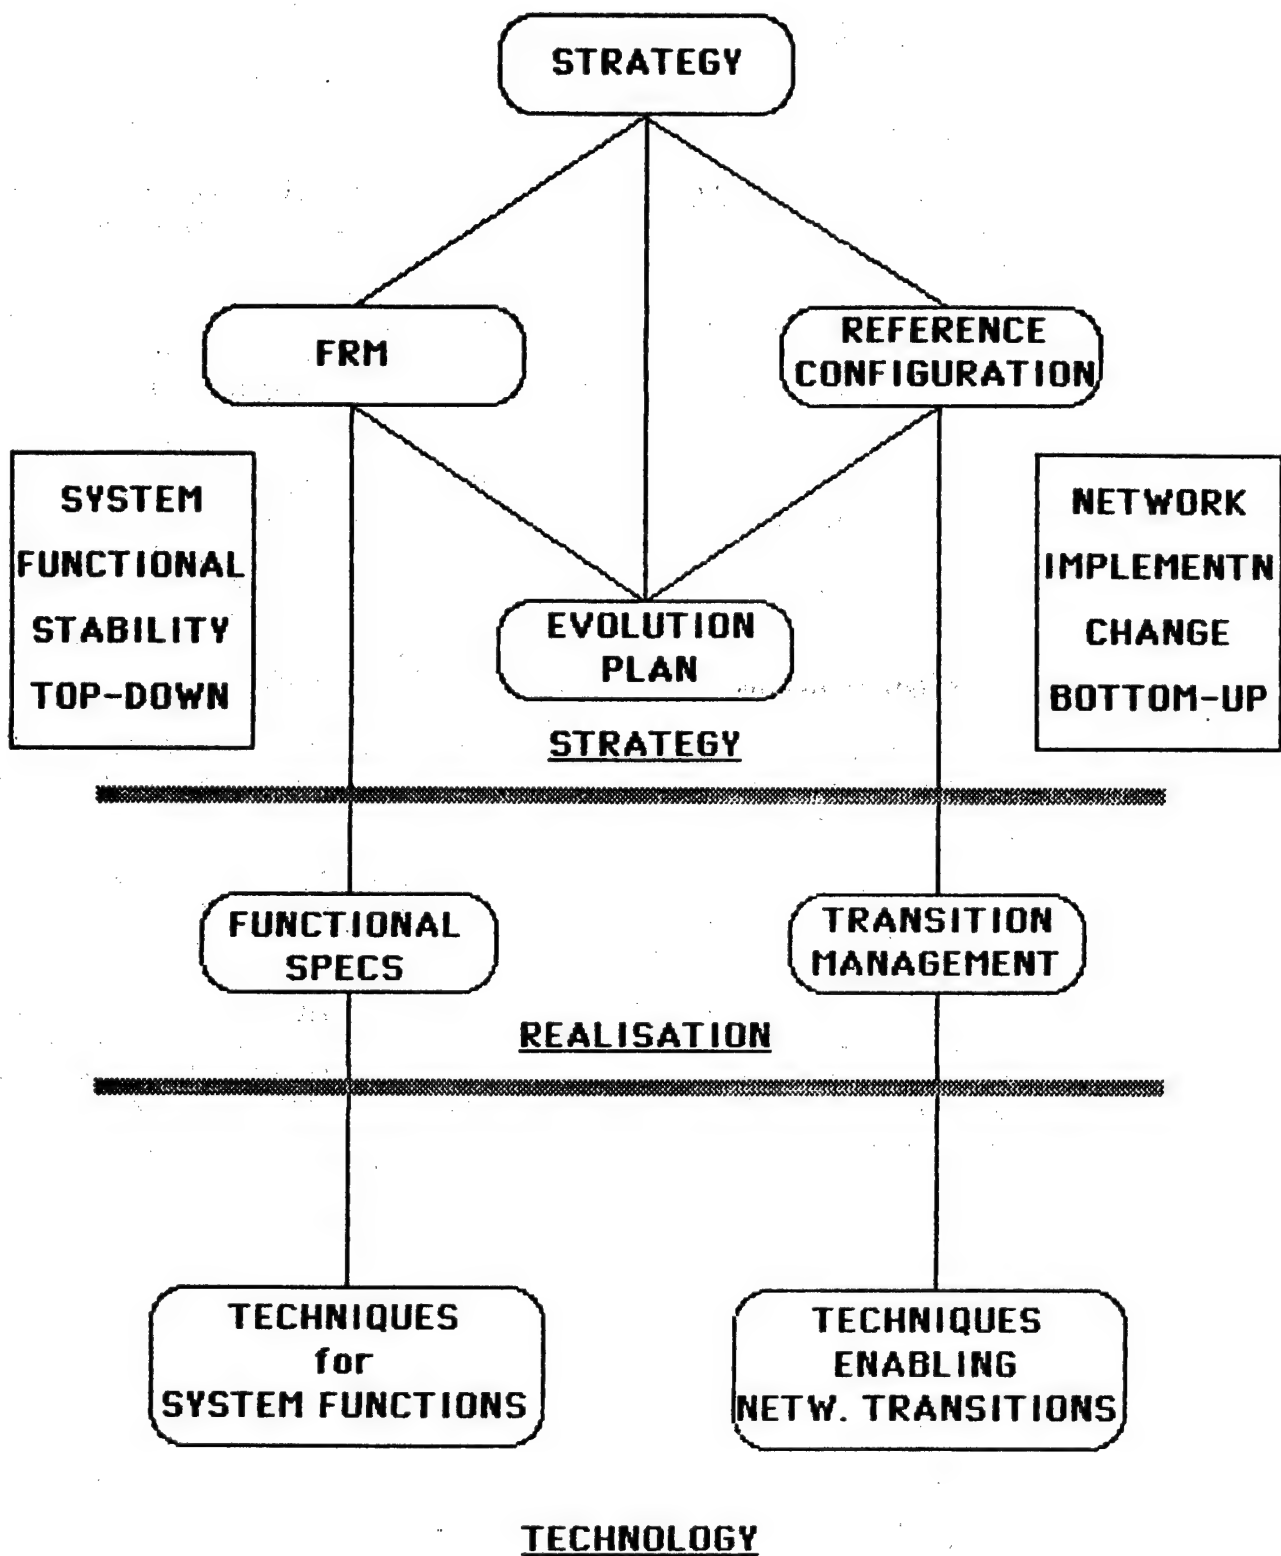 STRATEGY
FRM
REFERENCE
CONFIGURATION
SYSTEM
FUNCTIONAL
STABILITY
TOP-DOWN
EVOLUTION
PLAN
NETWORK
IMPLEMENTN
CHANGE
BOTTOM-UP
STRATEGY
FUNCTIONAL
SPECS
TRANSITION
MANAGEMENT
REALISATION
TECHNIQUES
for
SYSTEM FUNCTIONS
TECHNIQUES
ENABLING
NETW. TRANSITIONS
TECHNOLOGY